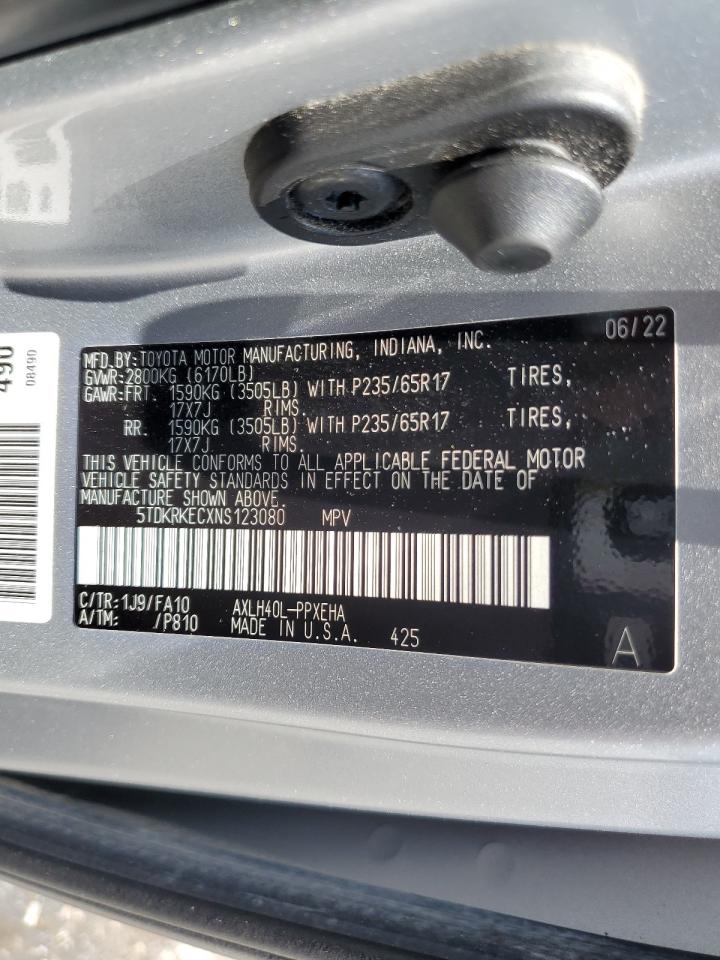 490
08490
06/22
MFD.BY:TOYOTA MOTOR MANUFACTURING, INDIANA, INC.
GVWR:2800KG (6170LB)
GAWR:FRT. 1590KG (3505LB) WITH P235/65R17 TIRES,
17X7J RIMS.
RR. 1590KG (3505LB) WITH P235/65R17 TIRES,
17X7J RIMS.
THIS VEHICLE CONFORMS TO ALL APPLICABLE FEDERAL MOTOR
VEHICLE SAFETY STANDARDS IN EFFECT ON THE DATE OF
MANUFACTURE SHOWN ABOVE.
5TDKRKECXNS123080 MPV
C/TR:1J9/FA10 AXLH40L-PPXEHA
A/TM: /P810 MADE IN U.S.A. 425
A